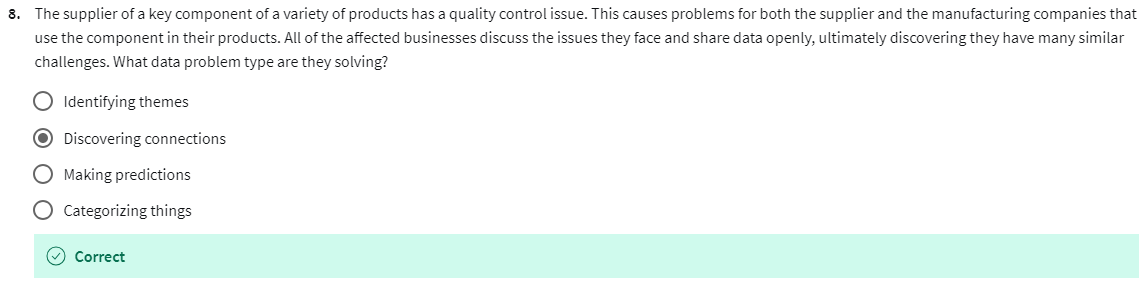 8. The supplier of a key component of a variety of products has a quality control issue. This causes problems for both the supplier and the manufacturing companies that
use the component in their products. All of the affected businesses discuss the issues they face and share data openly, ultimately discovering they have many similar
challenges. What data problem type are they solving?
Identifying themes
Discovering connections
Making predictions
Categorizing things
Correct